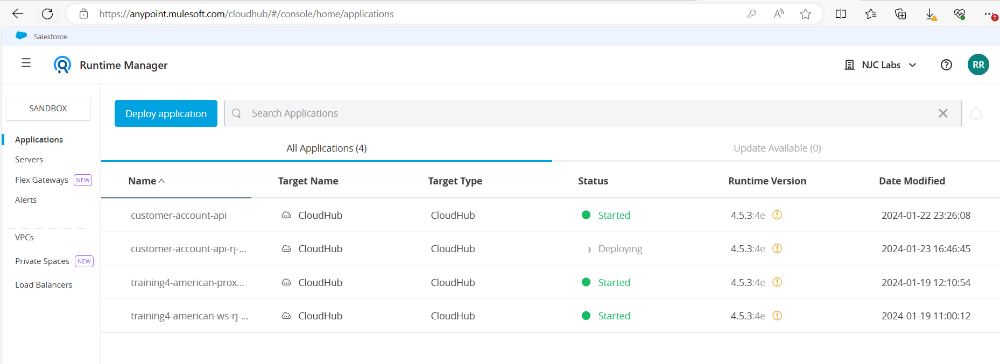 https://anypoint.mulesoft.com/cloudhub/#/console/home/applications
Salesforce
Runtime Manager
NJC Labs
RR
SANDBOX
Applications
Servers
Flex Gateways NEW
Alerts
VPCs
Private Spaces NEW
Load Balancers
Deploy application
Search Applications
All Applications (4)
Update Available (0)
Name Target Name Target Type Status Runtime Version Date Modified
customer-account-api CloudHub CloudHub Started 4.5.3:4e 2024-01-22 23:26:08
customer-account-api-rj-... CloudHub CloudHub Deploying 4.5.3:4e 2024-01-23 16:46:45
training4-american-prox... CloudHub CloudHub Started 4.5.3:4e 2024-01-19 12:10:54
training4-american-ws-rj-... CloudHub CloudHub Started 4.5.3:4e 2024-01-19 11:00:12